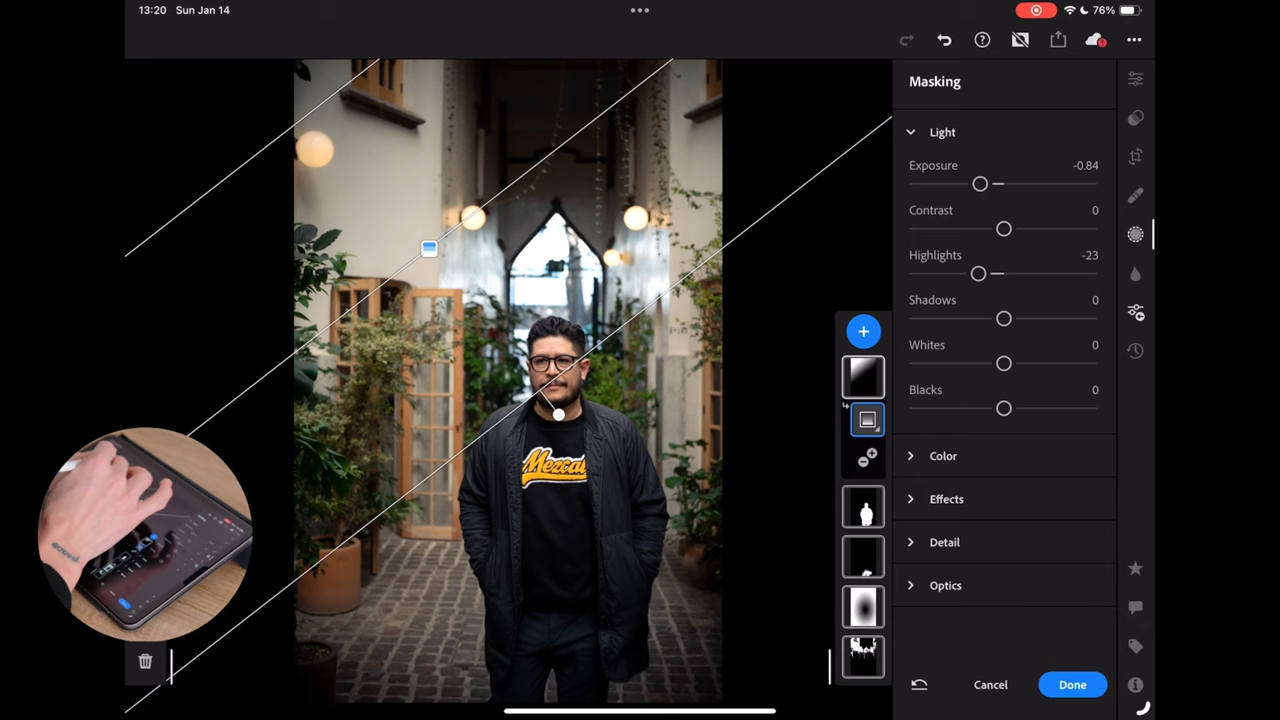 13:20 Sun Jan 14
76%
Masking
Light
Exposure -0.84
Contrast 0
Highlights -23
Shadows 0
Whites 0
Blacks 0
Color
Effects
Detail
Optics
Cancel Done
Mezcal